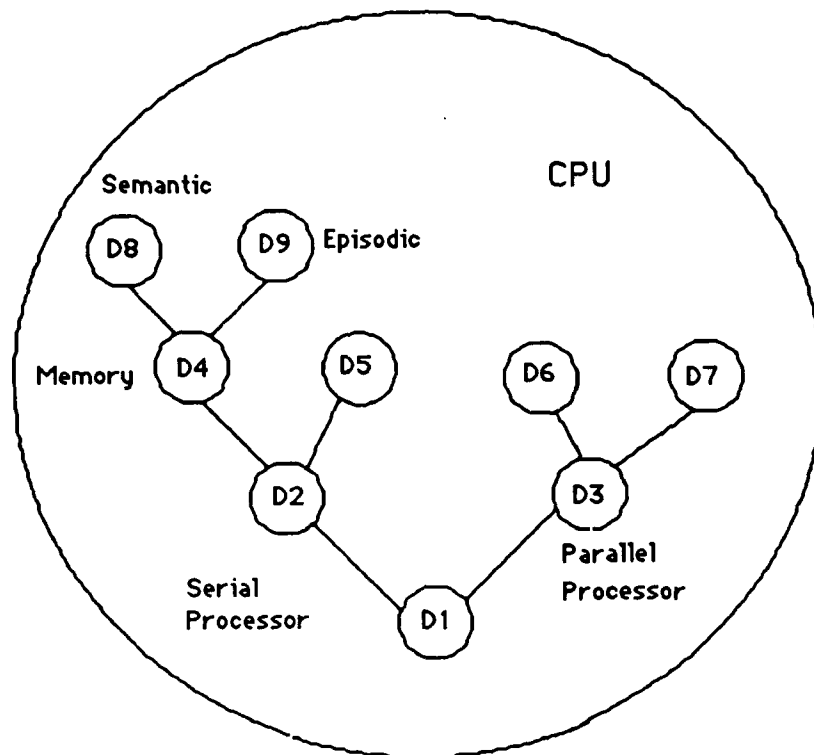 CPU
Semantic
D8
D9 Episodic
Memory D4
D5
D6
D7
D2
D3
Serial
Processor
Parallel
Processor
D1